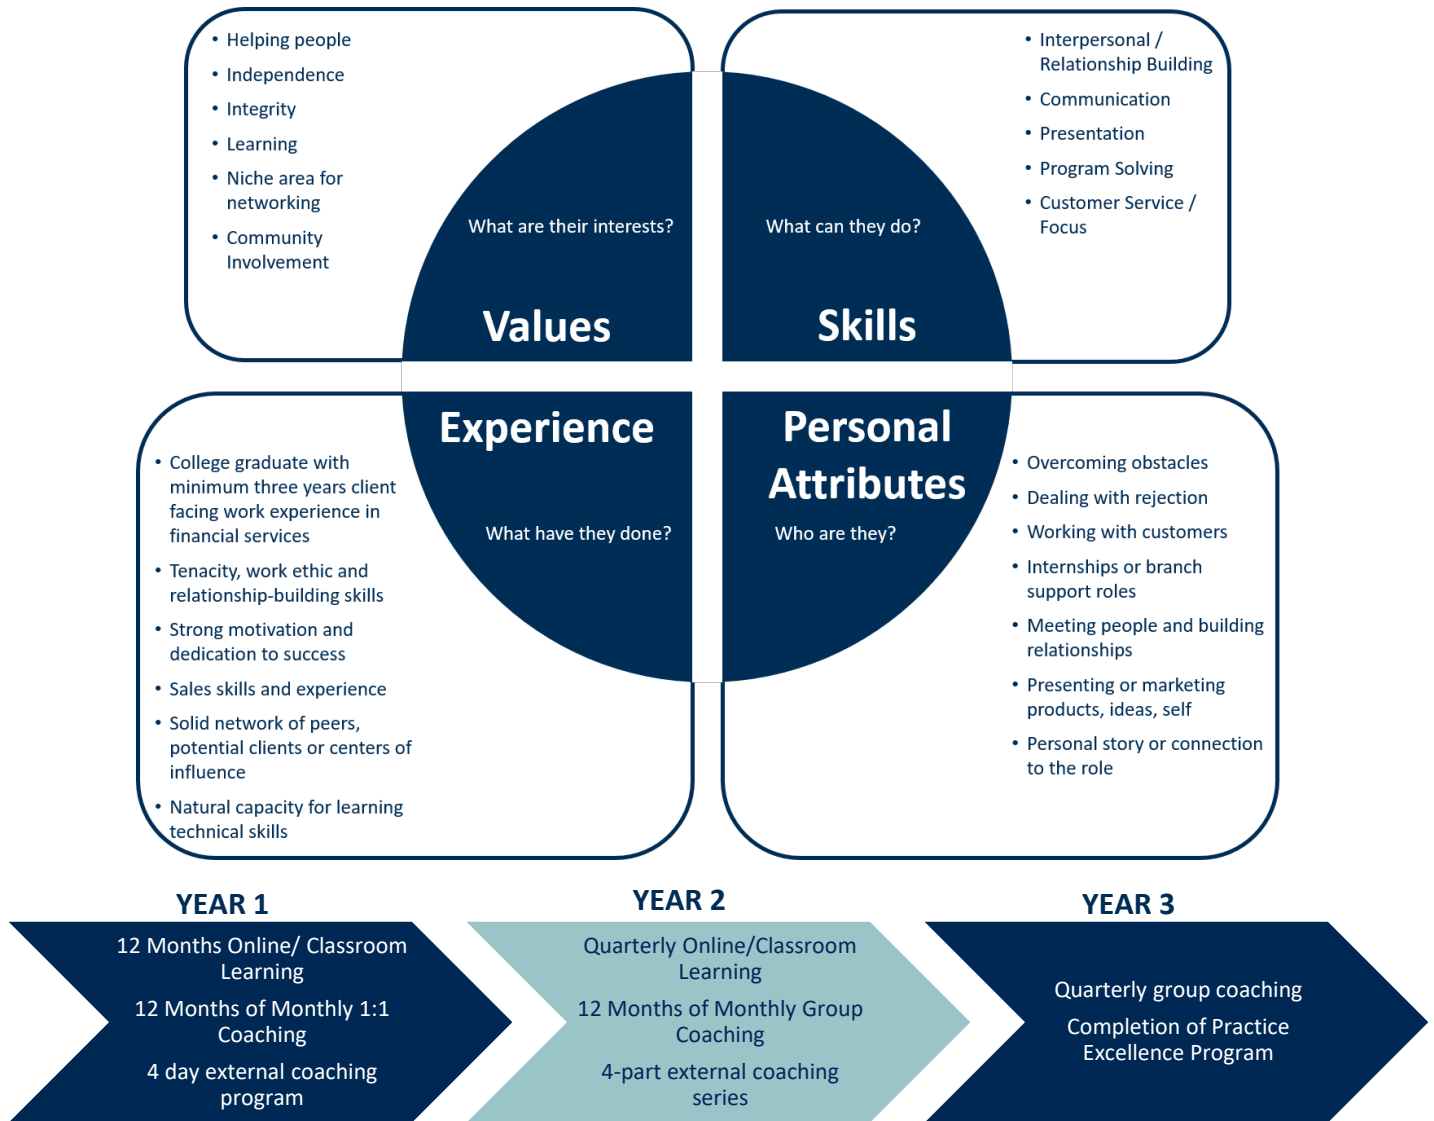 • Helping people
• Independence
• Integrity
• Learning
• Niche area for
networking
• Community
Involvement
What are their interests?
Values
• Interpersonal /
Relationship Building
• Communication
• Presentation
• Program Solving
• Customer Service /
Focus
What can they do?
Skills
Experience
What have they done?
• College graduate with
minimum three years client
facing work experience in
financial services
• Tenacity, work ethic and
relationship-building skills
• Strong motivation and
dedication to success
• Sales skills and experience
• Solid network of peers,
potential clients or centers of
influence
• Natural capacity for learning
technical skills
Personal
Attributes
Who are they?
• Overcoming obstacles
• Dealing with rejection
• Working with customers
• Internships or branch
support roles
• Meeting people and building
relationships
• Presenting or marketing
products, ideas, self
• Personal story or connection
to the role
YEAR 1
12 Months Online/ Classroom
Learning
12 Months of Monthly 1:1
Coaching
4 day external coaching
program
YEAR 2
Quarterly Online/Classroom
Learning
12 Months of Monthly Group
Coaching
4-part external coaching
series
YEAR 3
Quarterly group coaching
Completion of Practice
Excellence Program